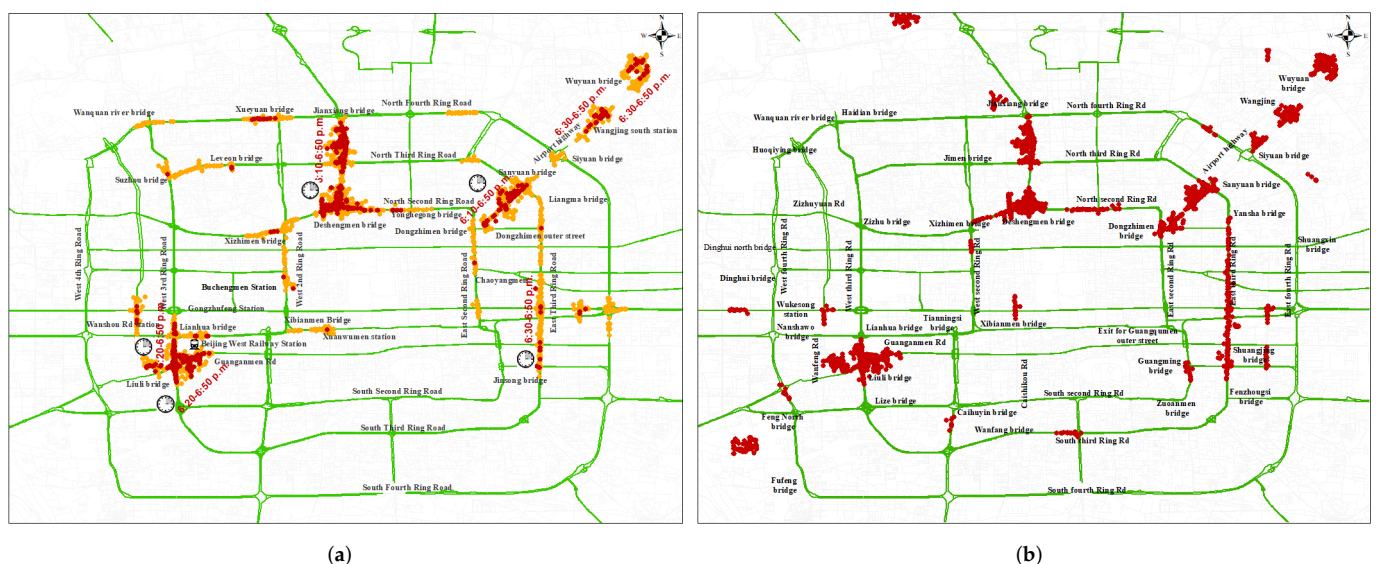 N
W E
S
Wuyuan bridge
6:30-6:50 p.m.
6:30-6:50 p.m.
Xueyuan bridge
Jianxiang bridge
North Fourth Ring Road
Wanquan river bridge
Wangjing south station
Airport highway
Siyuan bridge
Leveon bridge
North Third Ring Road
Suzhou bridge
Sanyuan bridge
6:10-6:50 p.m.
North Second Ring Road
Yonghegong bridge
Liangma bridge
Deshengmen bridge
Dongzhimen bridge
Dongzhimen outer street
Xizhimen bridge
West 4th Ring Road
West 3rd Ring Road
West 2nd Ring Road
East Second Ring Road
East Third Ring Road
Buchengmen Station
Chaoyangmen
Gongzhufeng Station
6:30-6:50 p.m.
Wanshou Rd station
Lianhua bridge
Xibianmen Bridge
Xuanwumen station
Beijing West Railway Station
Guanganmen Rd
6:20-6:50 p.m.
Liuli bridge
6:20-6:50 p.m.
Jinsong bridge
South Second Ring Road
South Third Ring Road
South Fourth Ring Road
(a)
N
W E
S
Wuyuan
bridge
Wangjing
Jianxiang bridge
North fourth Ring Rd
Haidian bridge
Wanquan river bridge
Airport highway
Huoqiying bridge
Siyuan bridge
Jimen bridge
North third Ring Rd
Sanyuan bridge
Zizhuyuan Rd
North second Ring Rd
Zizhu bridge
Xizhimen bridge
Deshengmen bridge
Yansha bridge
Dongzhimen
bridge
Dinghui north bridge
Shuangxin
bridge
Dinghui bridge
West fourth Ring Rd
West third Ring Rd
West second Ring Rd
East second Ring Rd
East third Ring Rd
East fourth Ring Rd
Wukesong
station
Tianningsi
bridge
Xibianmen bridge
Nanshawo
bridge
Lianhua bridge
Exit for Guangqumen
outer street
Guanganmen Rd
Wanfeng Rd
Shuangjing
bridge
Guangming
bridge
Liuli bridge
Caishikou Rd
South second Ring Rd
Fenzhongsi
bridge
Zuoanmen
bridge
Lize bridge
Caihuyin bridge
Feng North
bridge
Wanfang bridge
South third Ring Rd
Fufeng
bridge
South fourth Ring Rd
(b)